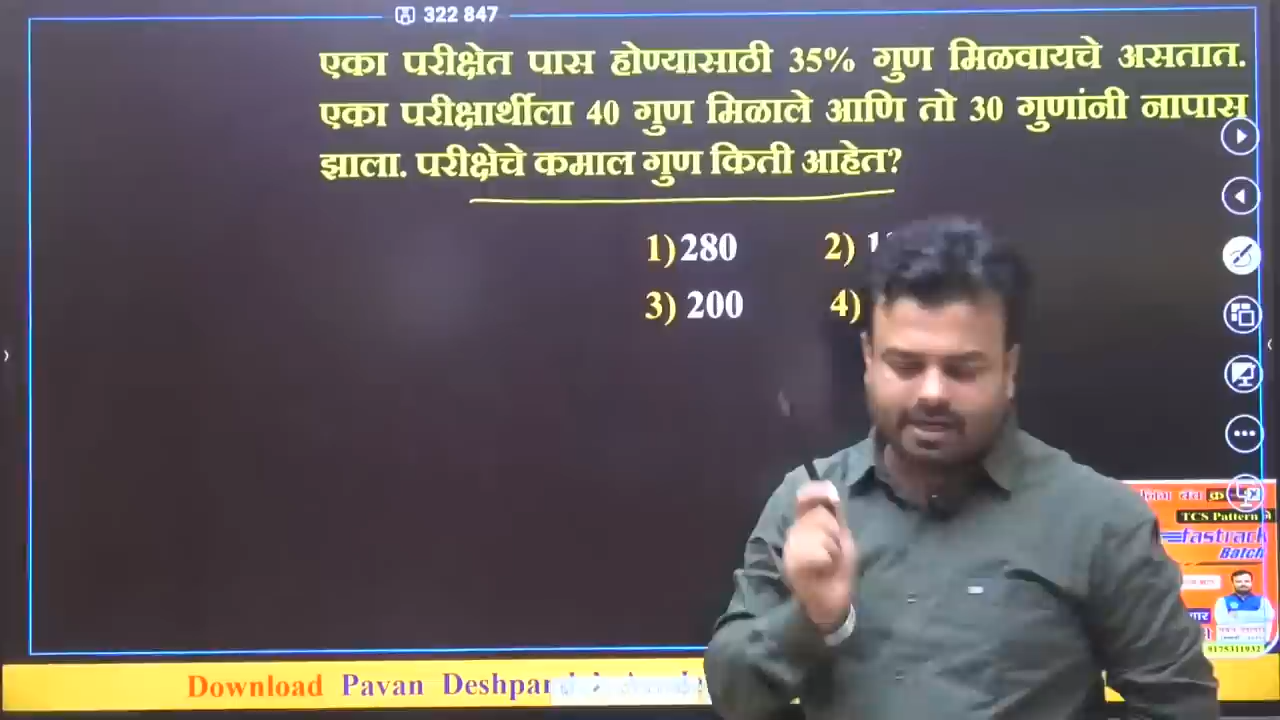 322 847
एका परीक्षेत पास होण्यासाठी 35% गुण मिळवायचे असतात.
एका परीक्षार्थीला 40 गुण मिळाले आणि तो 30 गुणांनी नापास
झाला. परीक्षेचे कमाल गुण किती आहेत?
1) 280 2)
3) 200 4)
TCS Pattern
fastrack
Batch
9175311932
Download Pavan